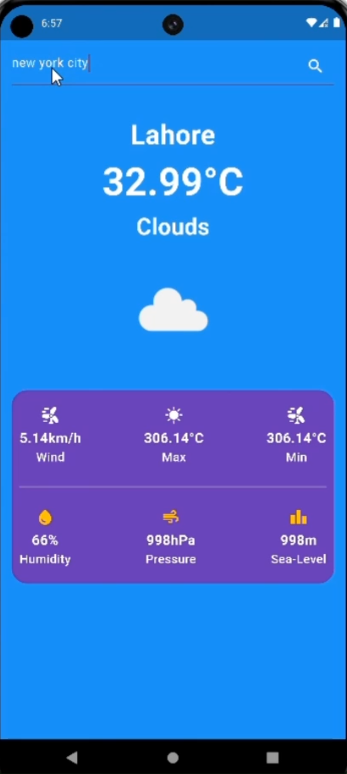 6:57
new york city
Lahore
32.99°C
Clouds
5.14km/h 306.14°C 306.14°C
Wind Max Min
66% 998hPa 998m
Humidity Pressure Sea-Level